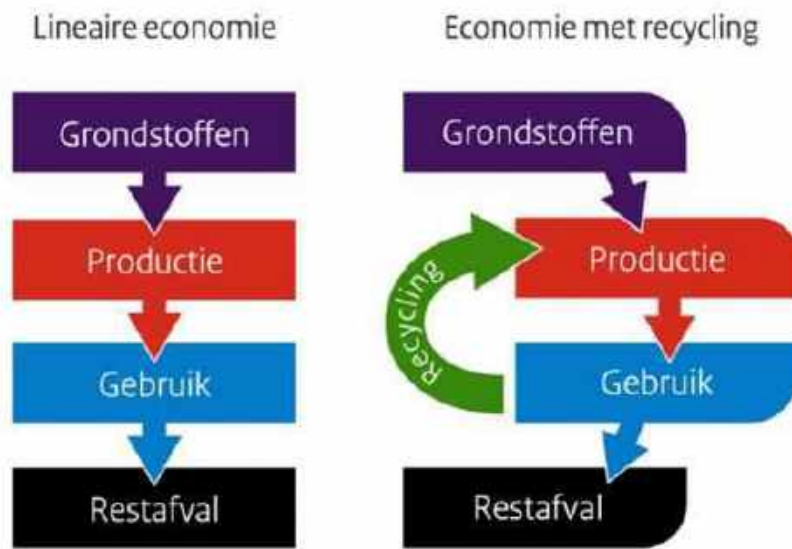 Lineaire economie
Grondstoffen
Productie
Gebruik
Restafval
Economie met recycling
Grondstoffen
Productie
Recycling
Gebruik
Restafval